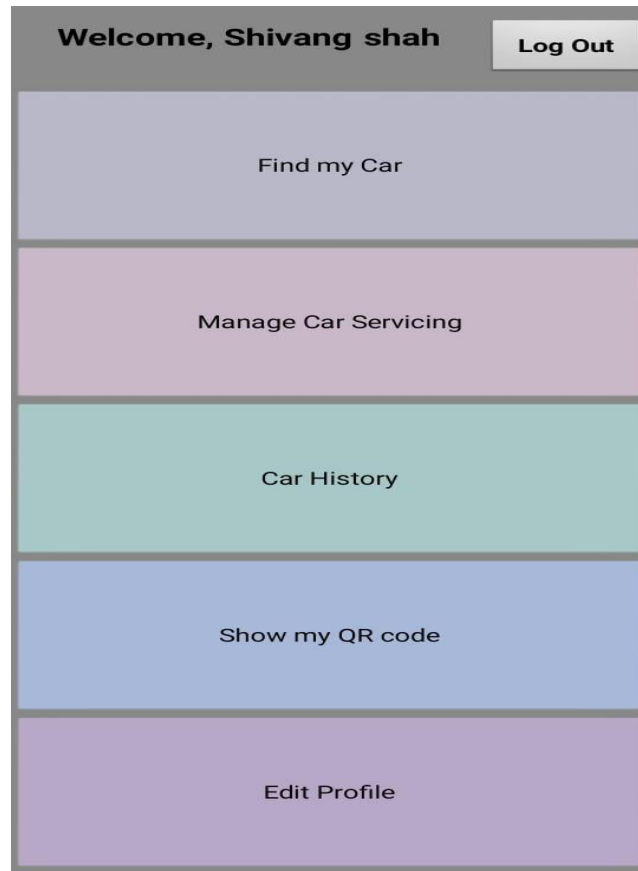 Welcome, Shivang shah
Log Out
Find my Car
Manage Car Servicing
Car History
Show my QR code
Edit Profile